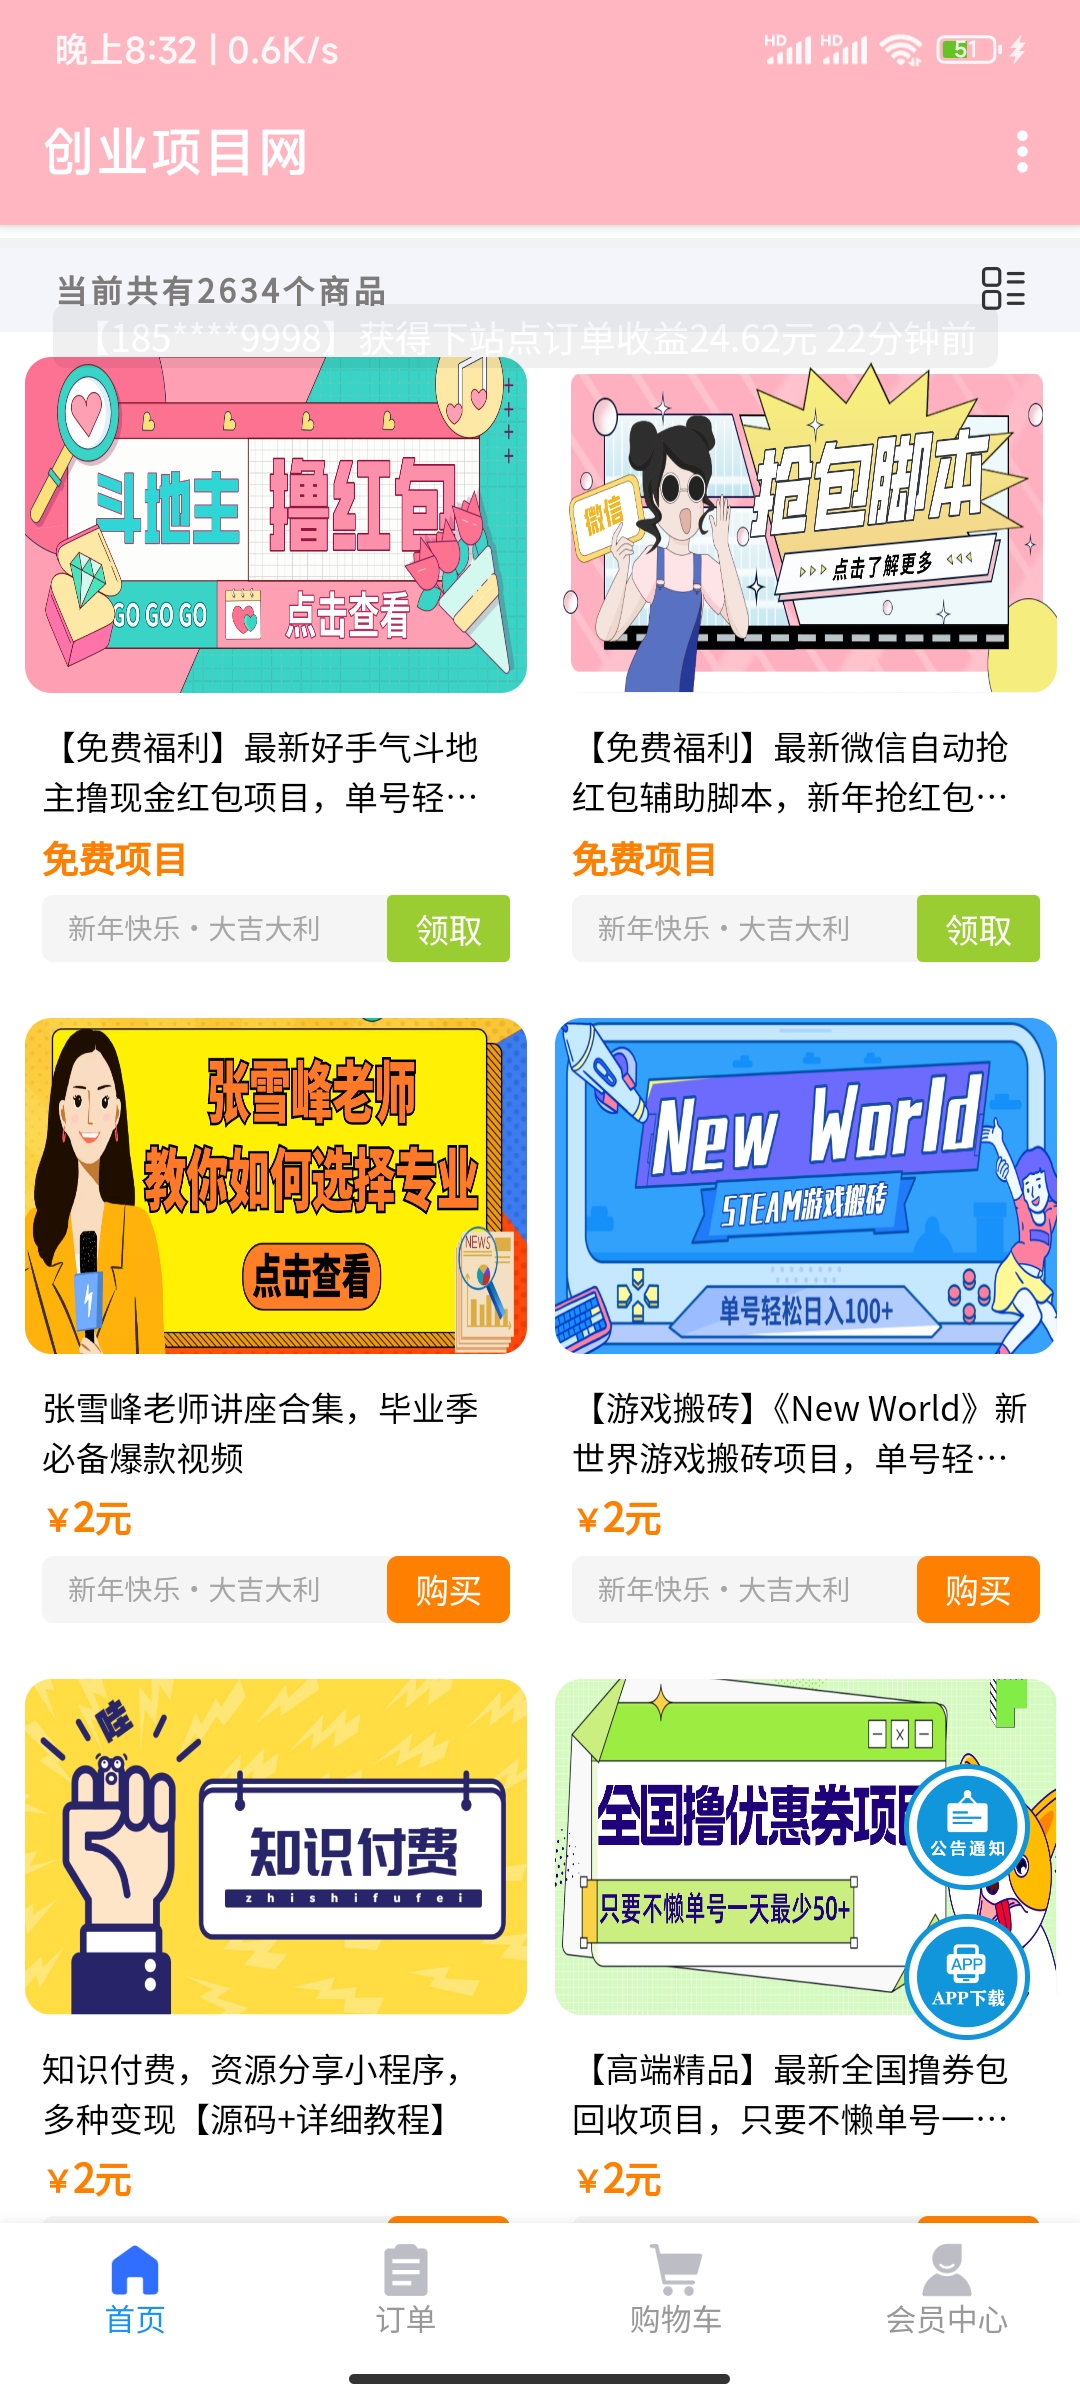 晚上8:32 | 0.6K/s
HD HD 51
创业项目网
当前共有2634个商品
【185****9998】获得下站点订单收益24.62元 22分钟前
斗地主 撸红包
GO GO GO 点击查看
微信
抢包脚本
点击了解更多
【免费福利】最新好手气斗地
主撸现金红包项目，单号轻…
免费项目
新年快乐·大吉大利 领取
【免费福利】最新微信自动抢
红包辅助脚本，新年抢红包…
免费项目
新年快乐·大吉大利 领取
张雪峰老师
教你如何选择专业
点击查看
NEWS
New World
STEAM游戏搬砖
单号轻松日入100+
张雪峰老师讲座合集，毕业季
必备爆款视频
¥2元
新年快乐·大吉大利 购买
【游戏搬砖】《New World》新
世界游戏搬砖项目，单号轻…
¥2元
新年快乐·大吉大利 购买
哇
知识付费
zhishifufei
全国撸优惠券项目
只要不懒单号一天最少50+
公告通知
APP
APP下载
知识付费，资源分享小程序，
多种变现【源码+详细教程】
¥2元
【高端精品】最新全国撸券包
回收项目，只要不懒单号一…
¥2元
首页 订单 购物车 会员中心